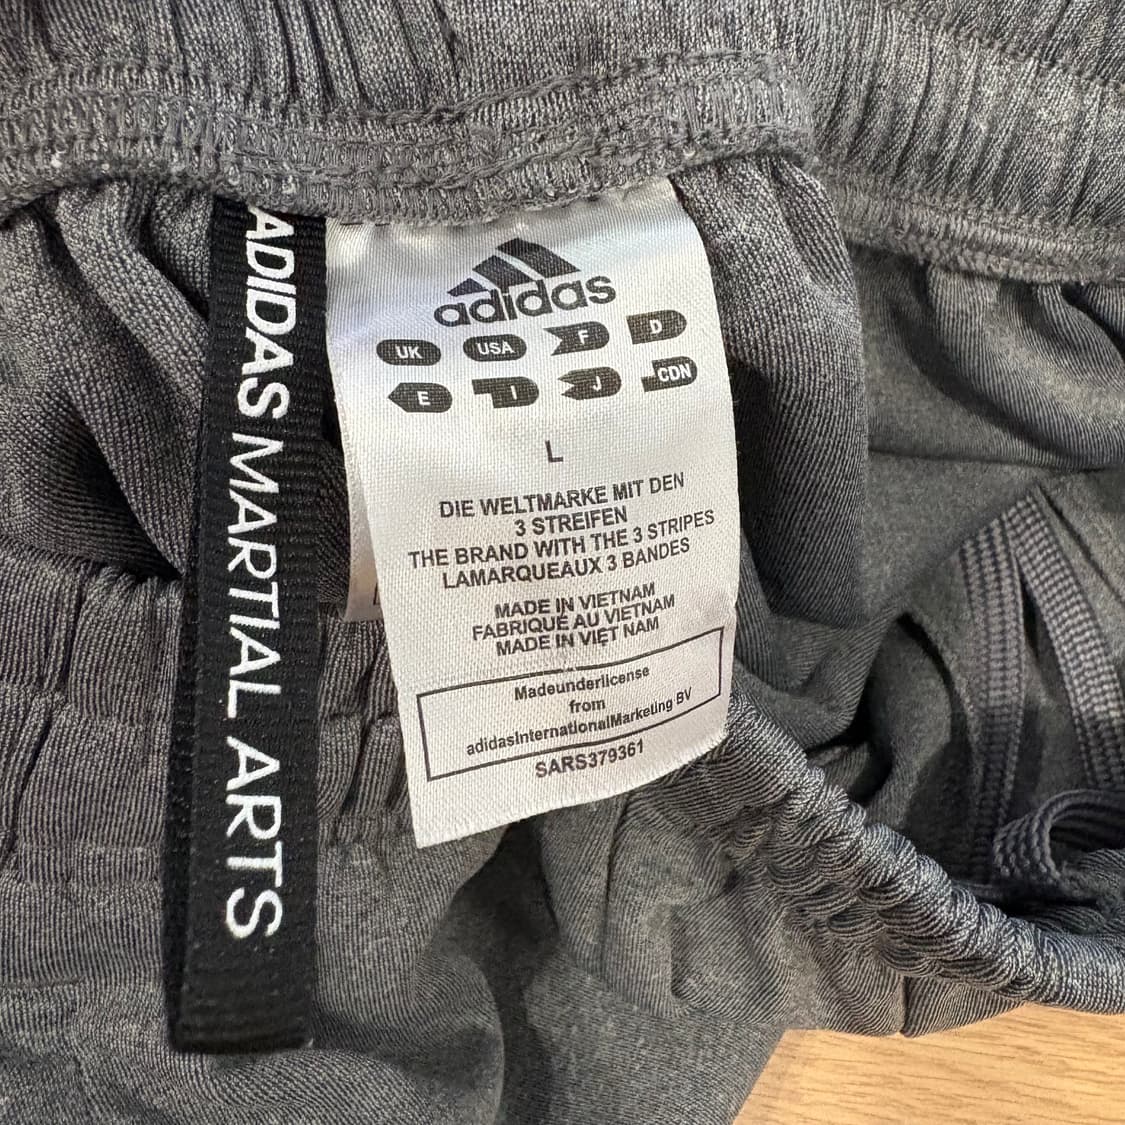 ADIDAS MARTIAL ARTS
adidas
UK USA F D
E I J CDN
L
DIE WELTMARKE MIT DEN
3 STREIFEN
THE BRAND WITH THE 3 STRIPES
LAMARQUEAUX 3 BANDES
MADE IN VIETNAM
FABRIQUÉ AU VIETNAM
MADE IN VIỆT NAM
Madeunderlicense
from
adidasInternationalMarketing BV
SARS379361